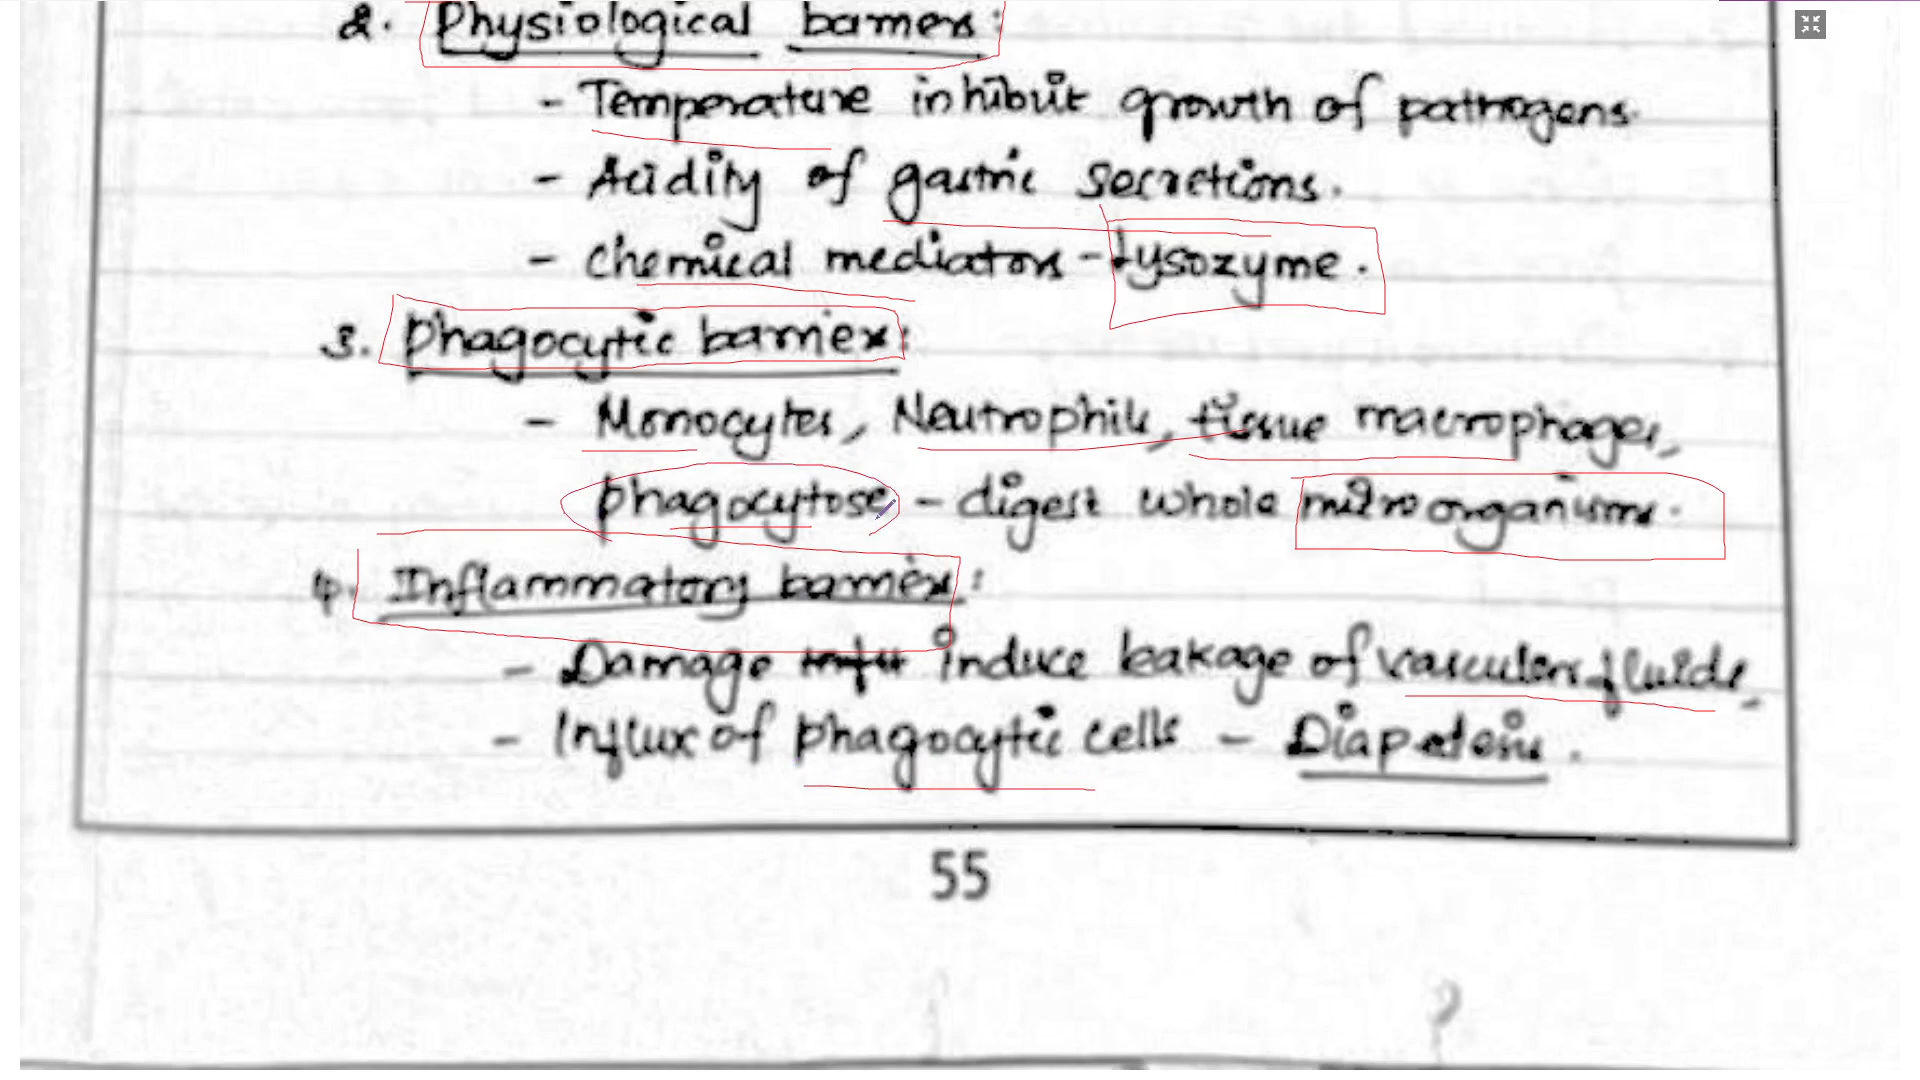 2. Physiological barriers:
- Temperature inhibit growth of pathogens.
- Acidity of gastric secretions.
- Chemical mediators - Lysozyme.
3. Phagocytic barrier:
- Monocytes, Neutrophils, tissue macrophages,
phagocytose - digest whole microorganisms.
4. Inflammatory barrier:
- Damage induce leakage of vascular fluids,
- Influx of phagocytic cells -
55